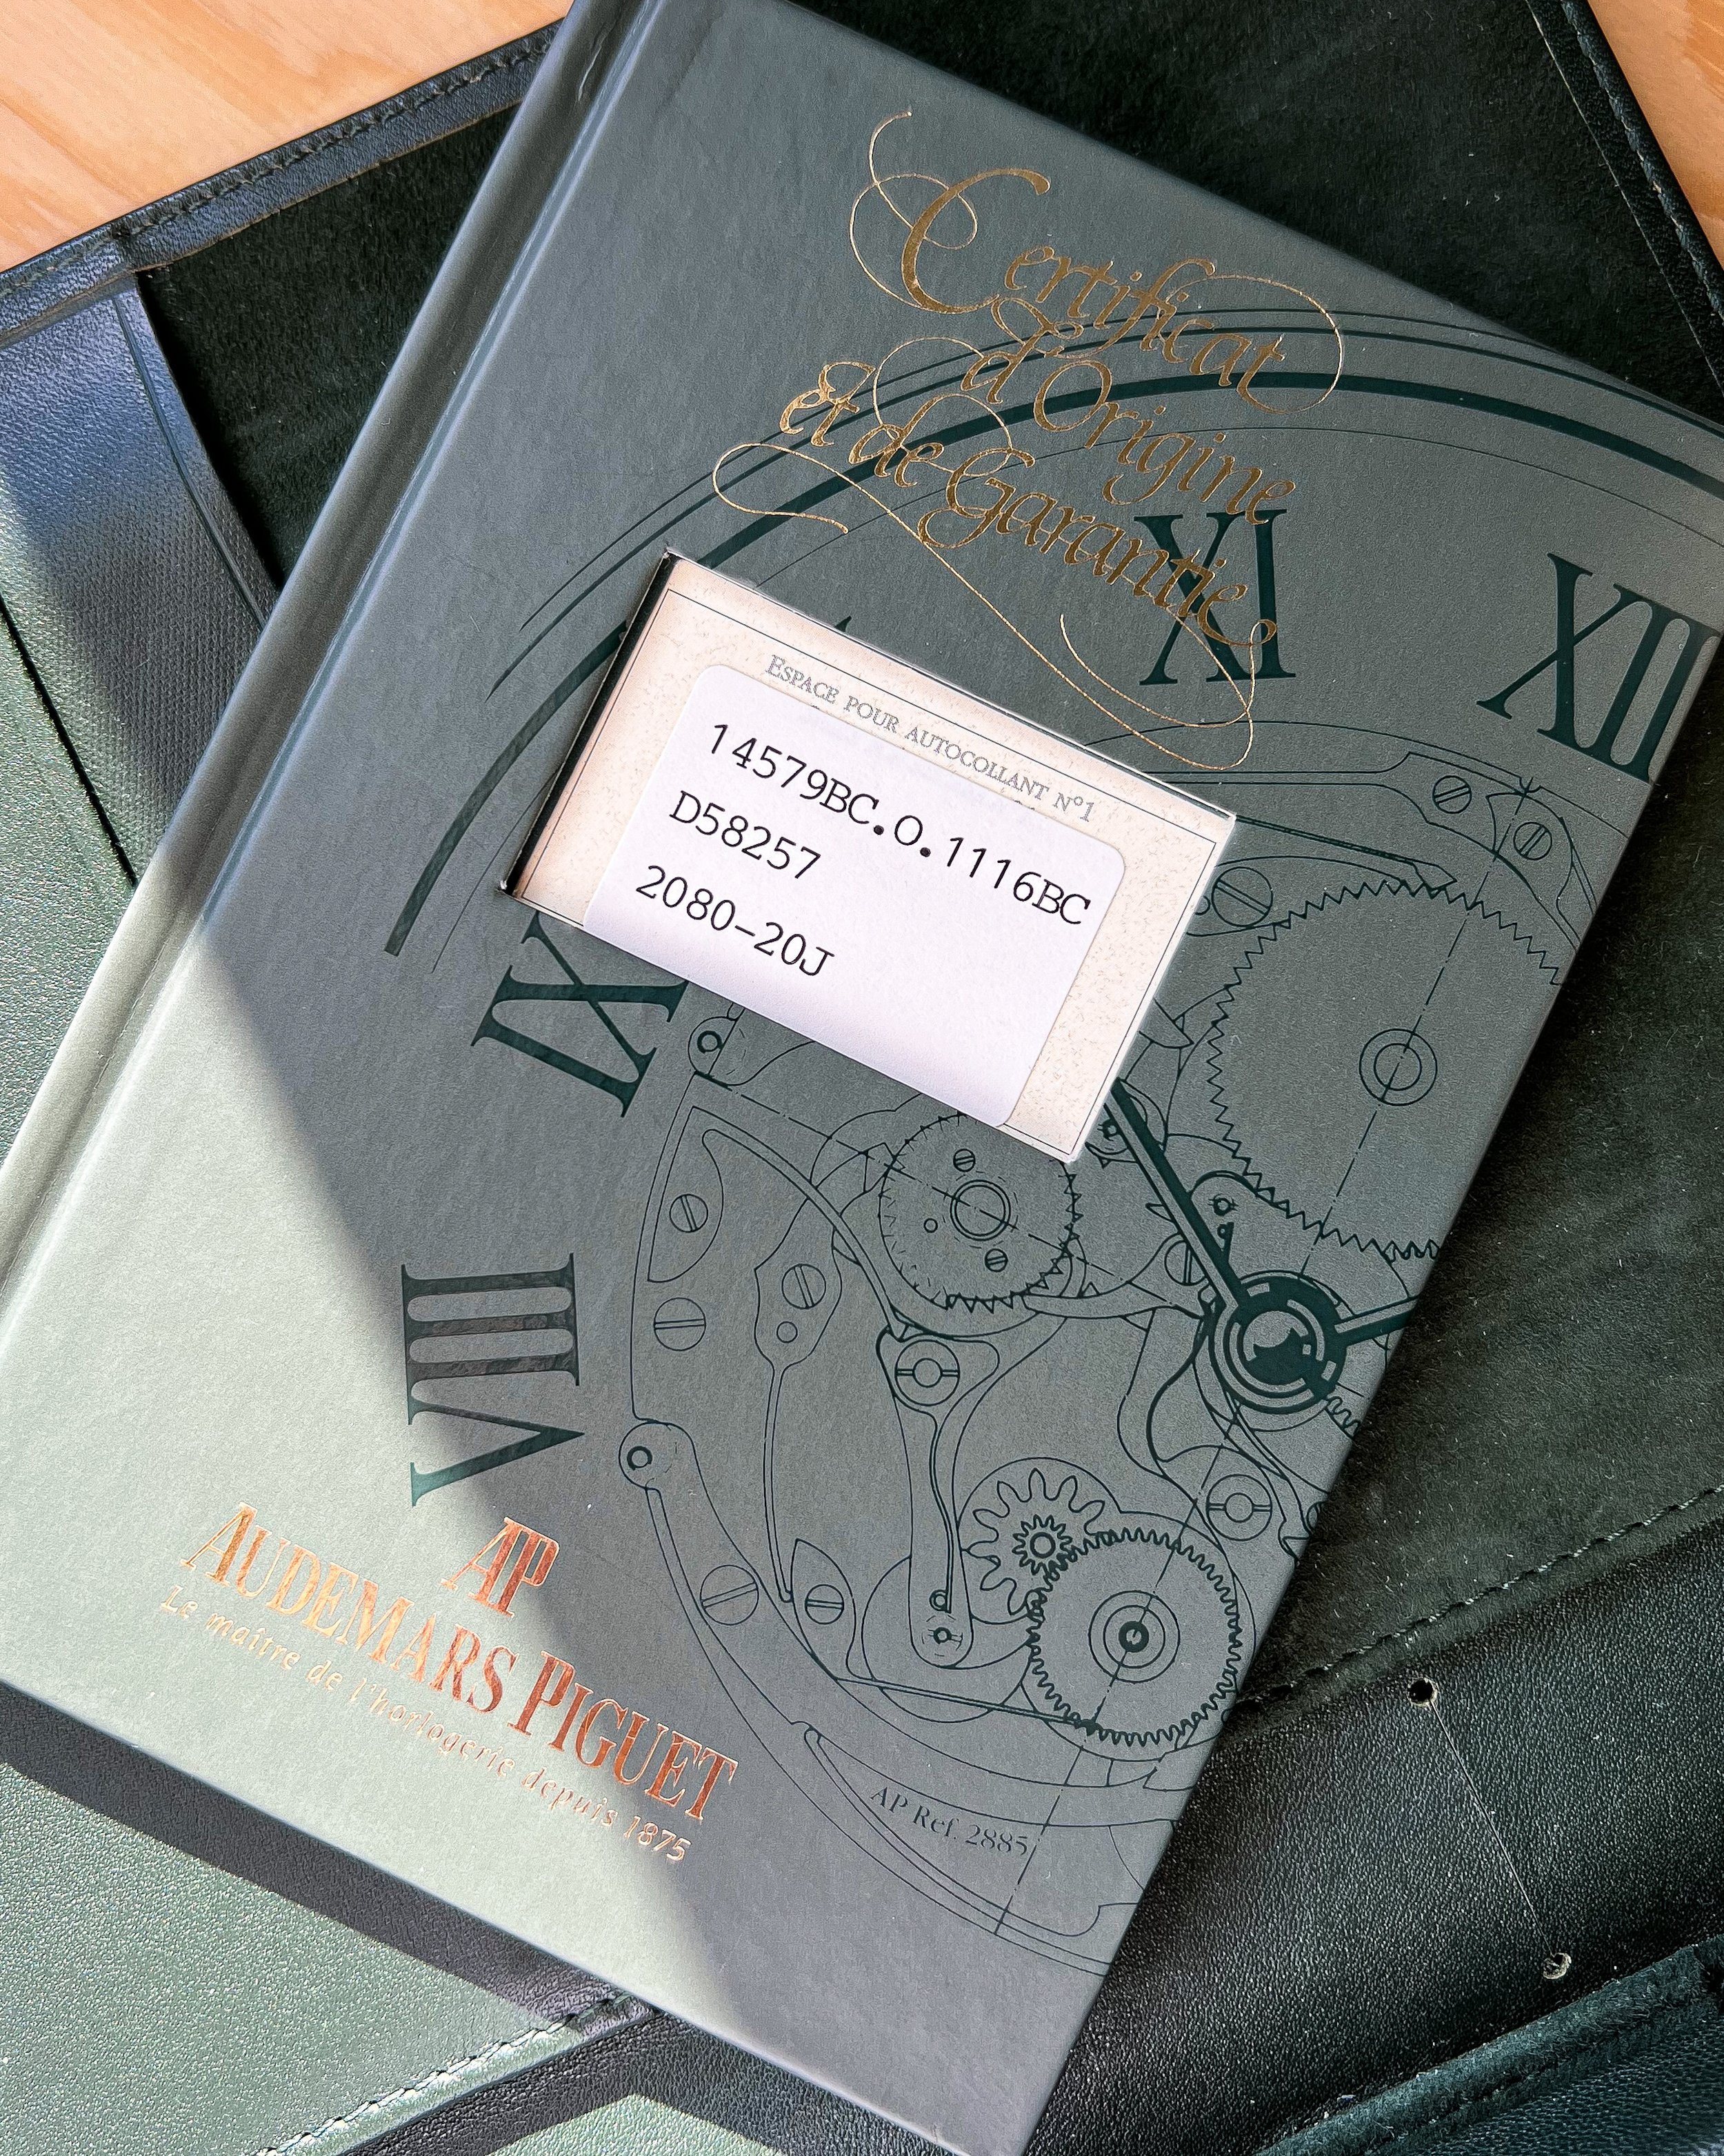 Certificat
d'Origine
et de Garantie
XI
XII
ESPACE POUR AUTOCOLLANT N°1
14579BC.O.1116BC
D58257
2080-20J
IX
VIII
AP
AUDEMARS PIGUET
Le maître de l'horlogerie depuis 1875
AP Ref. 2885